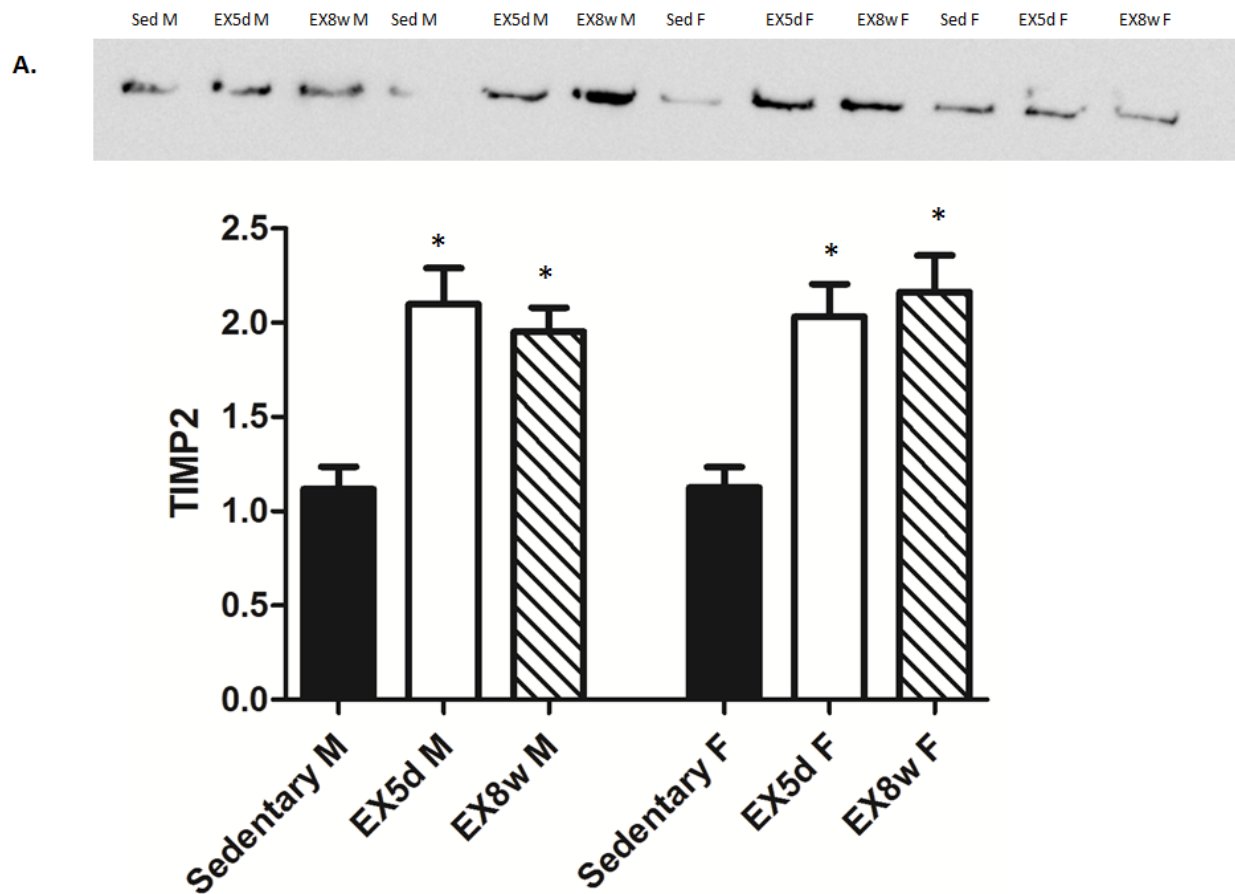 Sed M EX5d M EX8w M Sed M EX5d M EX8w M Sed F EX5d F EX8w F Sed F EX5d F EX8w F
A.
* * * *
2.5
2.0
1.5
1.0
0.5
0.0
TIMP2
Sedentary M
EX5d M
EX8w M
Sedentary F
EX5d F
EX8w F